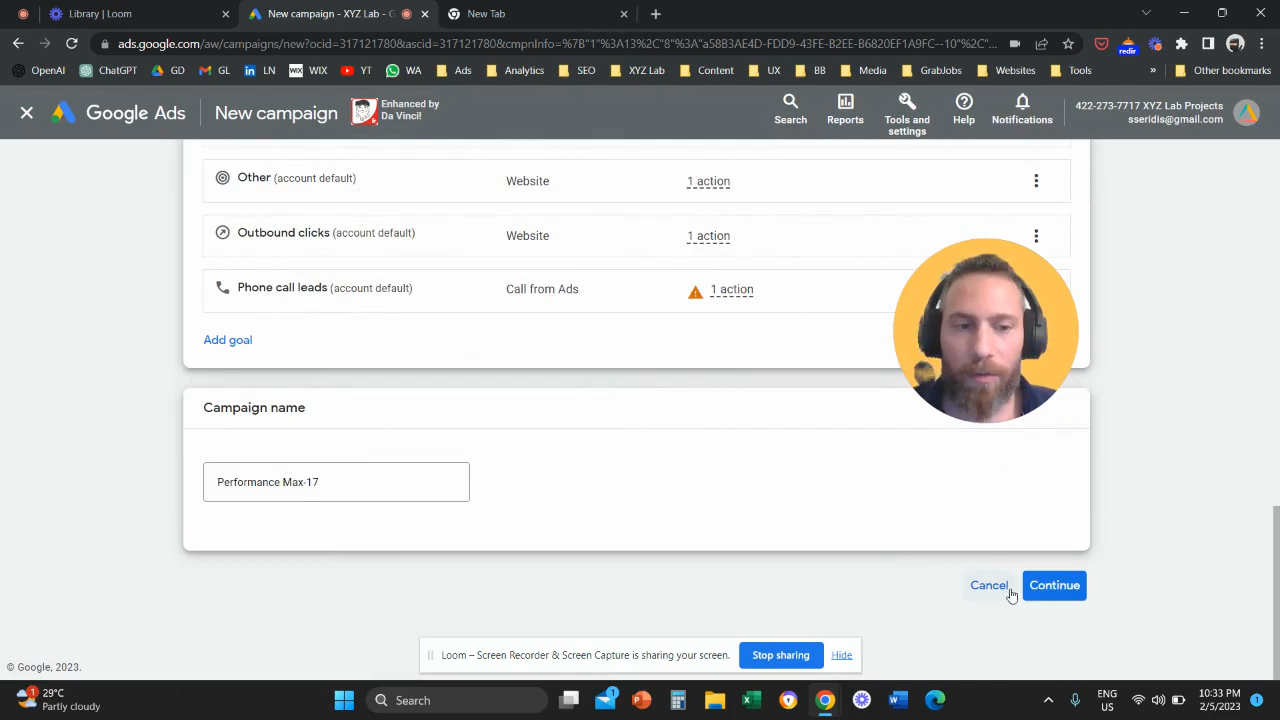 Library | Loom
New campaign - XYZ Lab - G
New Tab
ads.google.com/aw/campaigns/new?ocid=317121780&ascid=317121780&cmpnInfo=%7B"1"%3A13%2C"8"%3A"a58B3AE4D-FDD9-43FE-B2EE-B6820EF1A9FC--10"%2C"...
redir
OpenAI
ChatGPT
GD
GL
LN
WIX
WIX
YT
WA
Ads
Analytics
SEO
XYZ Lab
Content
UX
BB
Media
GrabJobs
Websites
Tools
»
Other bookmarks
Google Ads
New campaign
Enhanced by
Da Vinci!
Search
Reports
Tools and
settings
Help
Notifications
422-273-7717 XYZ Lab Projects
sseridis@gmail.com
Other (account default)
Website
1 action
Outbound clicks (account default)
Website
1 action
Phone call leads (account default)
Call from Ads
1 action
Add goal
Campaign name
Performance Max-17
Cancel
Continue
Loom – Screen Recorder & Screen Capture is sharing your screen.
Stop sharing
Hide
© Google, 2023.
1
29°C
Partly cloudy
Search
1
ENG
US
10:33 PM
2/5/2023
1